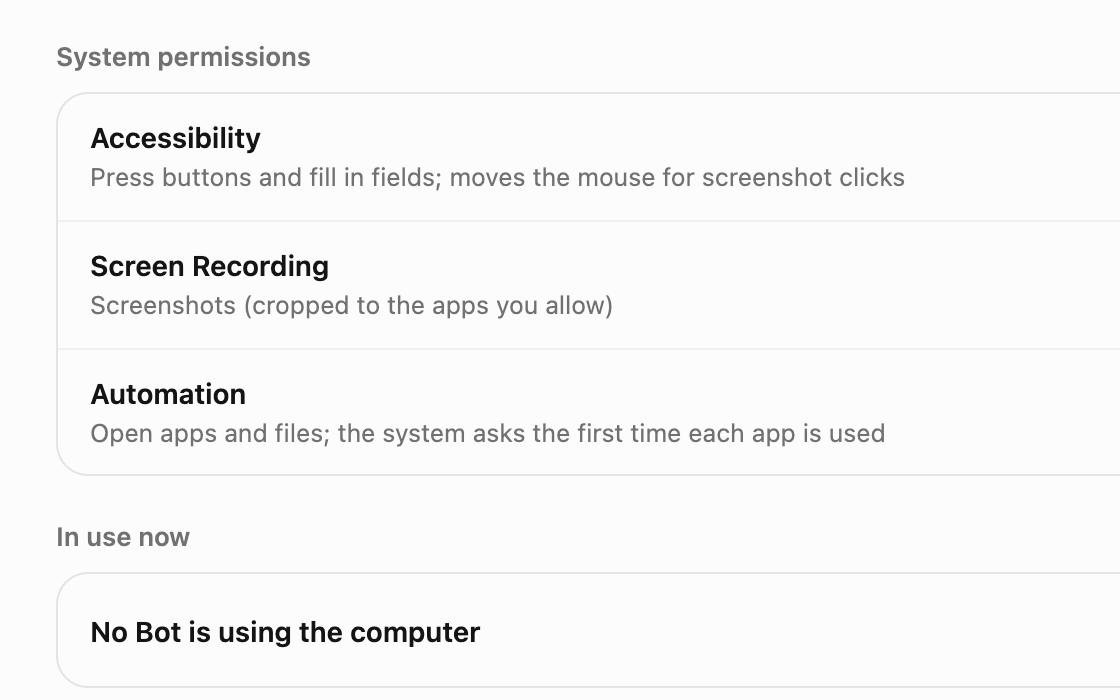 System permissions
Accessibility
Press buttons and fill in fields; moves the mouse for screenshot clicks
Screen Recording
Screenshots (cropped to the apps you allow)
Automation
Open apps and files; the system asks the first time each app is used
In use now
No Bot is using the computer